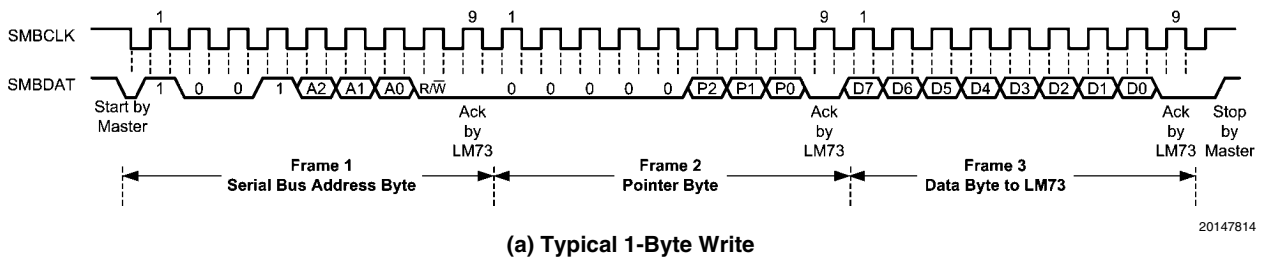 1 9 1 9 1 9
SMBCLK
SMBDAT 1 0 0 1 A2 A1 A0 R/W̅ 0 0 0 0 0 P2 P1 P0 D7 D6 D5 D4 D3 D2 D1 D0
Start by
Master
Ack
by
LM73
Ack
by
LM73
Ack
by
LM73
Stop
by
Master
Frame 1
Serial Bus Address Byte
Frame 2
Pointer Byte
Frame 3
Data Byte to LM73
20147814
(a) Typical 1-Byte Write